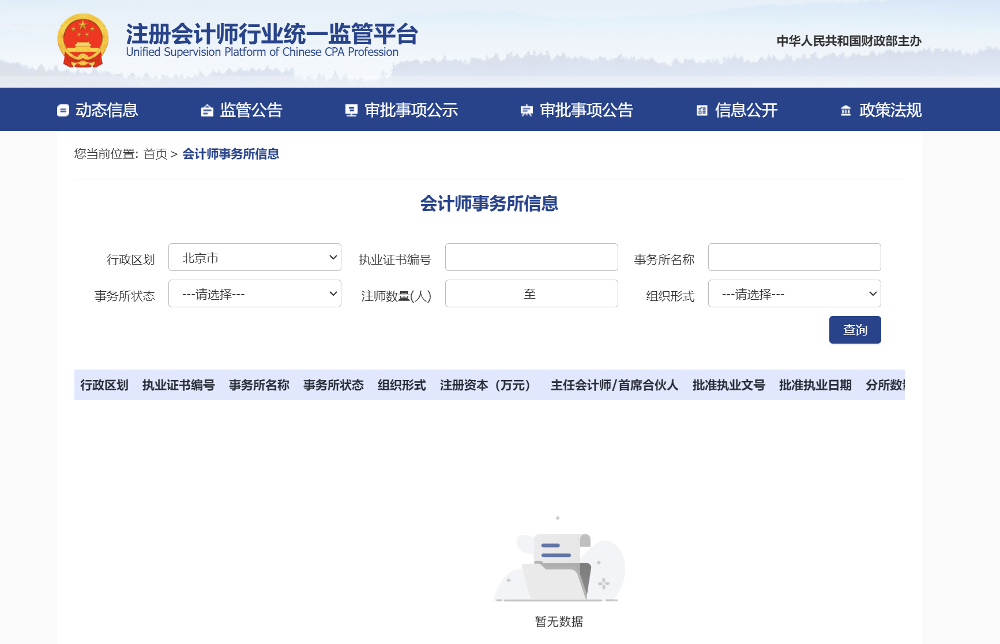 注册会计师行业统一监管平台
Unified Supervision Platform of Chinese CPA Profession
中华人民共和国财政部主办
动态信息 监管公告 审批事项公示 审批事项公告 信息公开 政策法规
您当前位置: 首页 > 会计师事务所信息
会计师事务所信息
行政区划 北京市 执业证书编号 事务所名称
事务所状态 ---请选择--- 注师数量(人) 至 组织形式 ---请选择---
查询
行政区划 执业证书编号 事务所名称 事务所状态 组织形式 注册资本（万元） 主任会计师/首席合伙人 批准执业文号 批准执业日期 分所数量
暂无数据